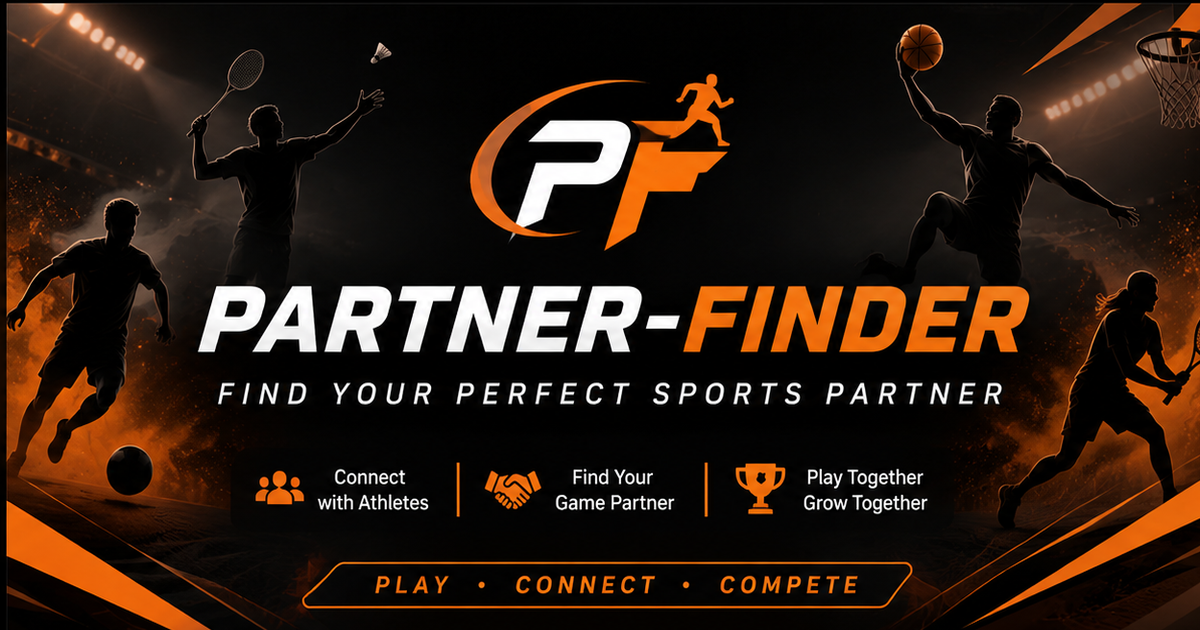 PF
PARTNER-FINDER
FIND YOUR PERFECT SPORTS PARTNER
Connect
with Athletes
Find Your
Game Partner
Play Together
Grow Together
PLAY • CONNECT • COMPETE